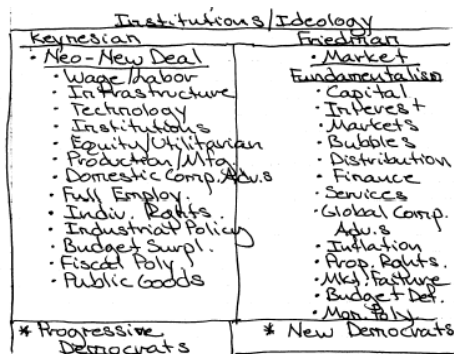 Institutions/Ideology
Keynesian
• Neo-New Deal
• Wage/Labor
• Infrastructure
• Technology
• Institutions
• Equity/Utilitarian
• Production/Mfg.
• Domestic Comp. Adv.s
• Full Employ.
• Indiv. Rights.
• Industrial Policy
• Budget Surpl.
• Fiscal Poly
• Public Goods
* Progressive
Democrats
Friedman
• Market
Fundamentalism
• Capital
• Interest
• Markets
• Bubbles
• Distribution
• Finance
• Services
• Global Comp.
Adv.s
• Inflation
• Prop. Rights.
• Mkt. Failure
• Budget Def.
• Mon. Poly
* New Democrats